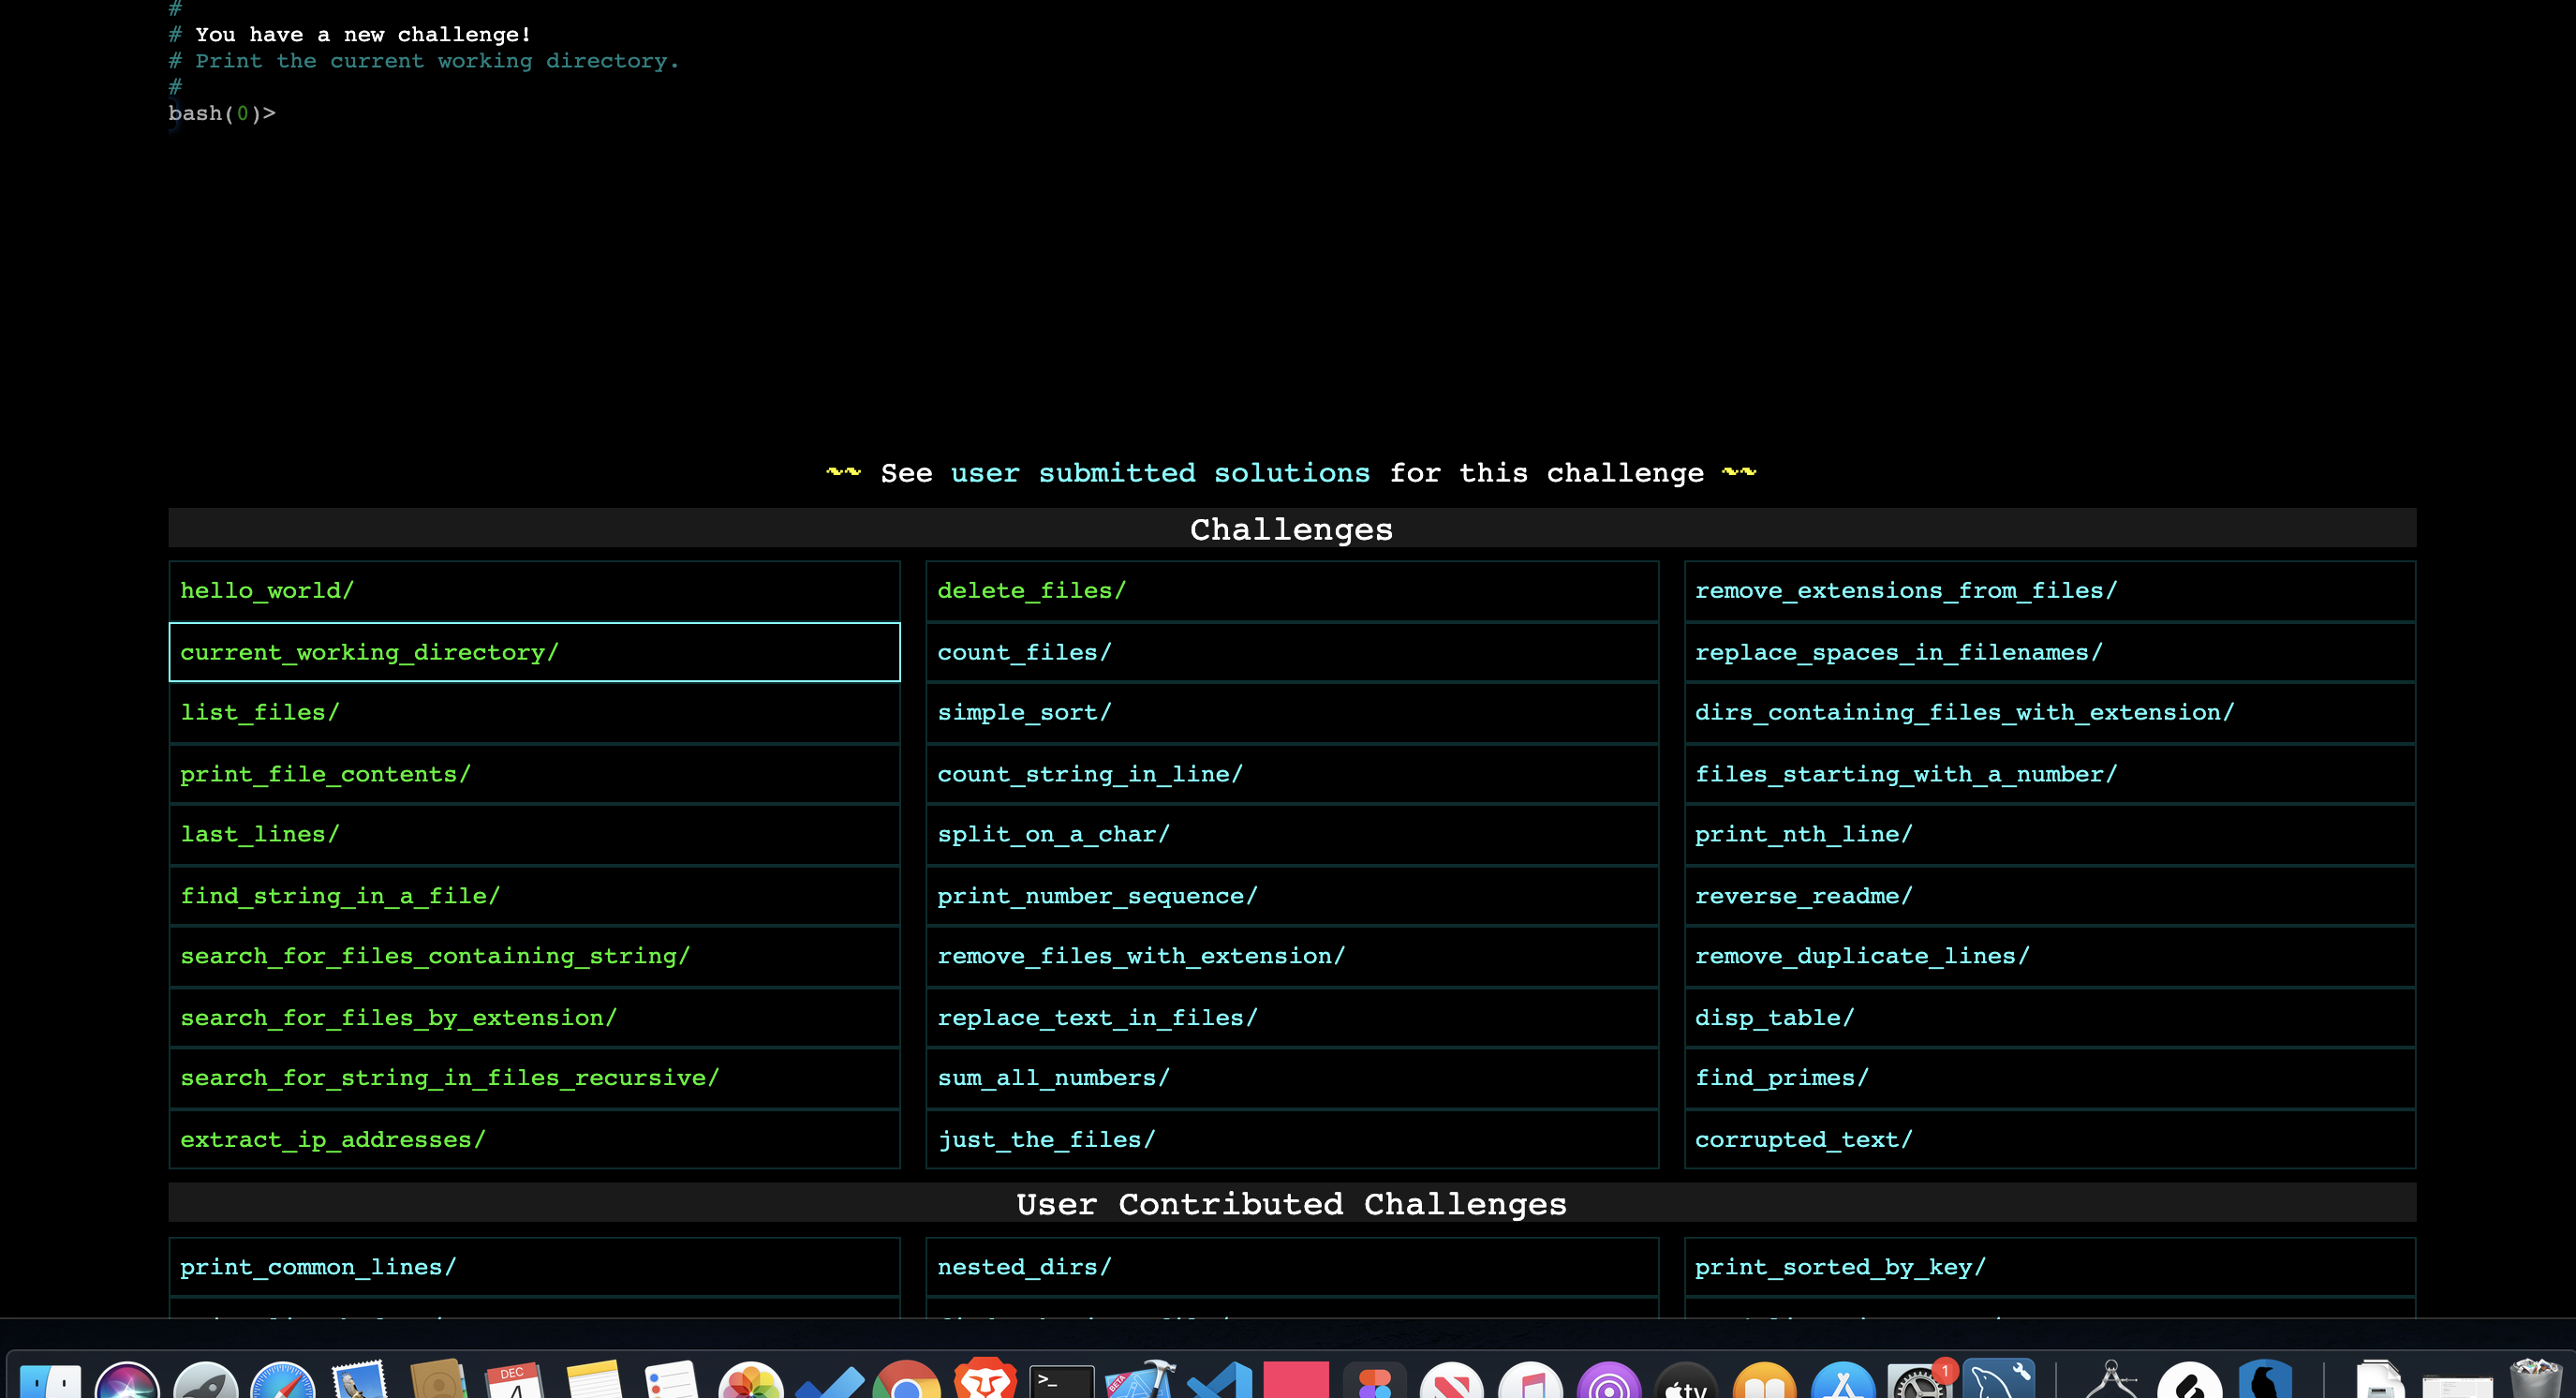 #
# You have a new challenge!
# Print the current working directory.
#
bash(0)>
~~ See user submitted solutions for this challenge ~~
Challenges
hello_world/
delete_files/
remove_extensions_from_files/
current_working_directory/
count_files/
replace_spaces_in_filenames/
list_files/
simple_sort/
dirs_containing_files_with_extension/
print_file_contents/
count_string_in_line/
files_starting_with_a_number/
last_lines/
split_on_a_char/
print_nth_line/
find_string_in_a_file/
print_number_sequence/
reverse_readme/
search_for_files_containing_string/
remove_files_with_extension/
remove_duplicate_lines/
search_for_files_by_extension/
replace_text_in_files/
disp_table/
search_for_string_in_files_recursive/
sum_all_numbers/
find_primes/
extract_ip_addresses/
just_the_files/
corrupted_text/
User Contributed Challenges
print_common_lines/
nested_dirs/
print_sorted_by_key/
DEC
4
>_
BETA
tv
1